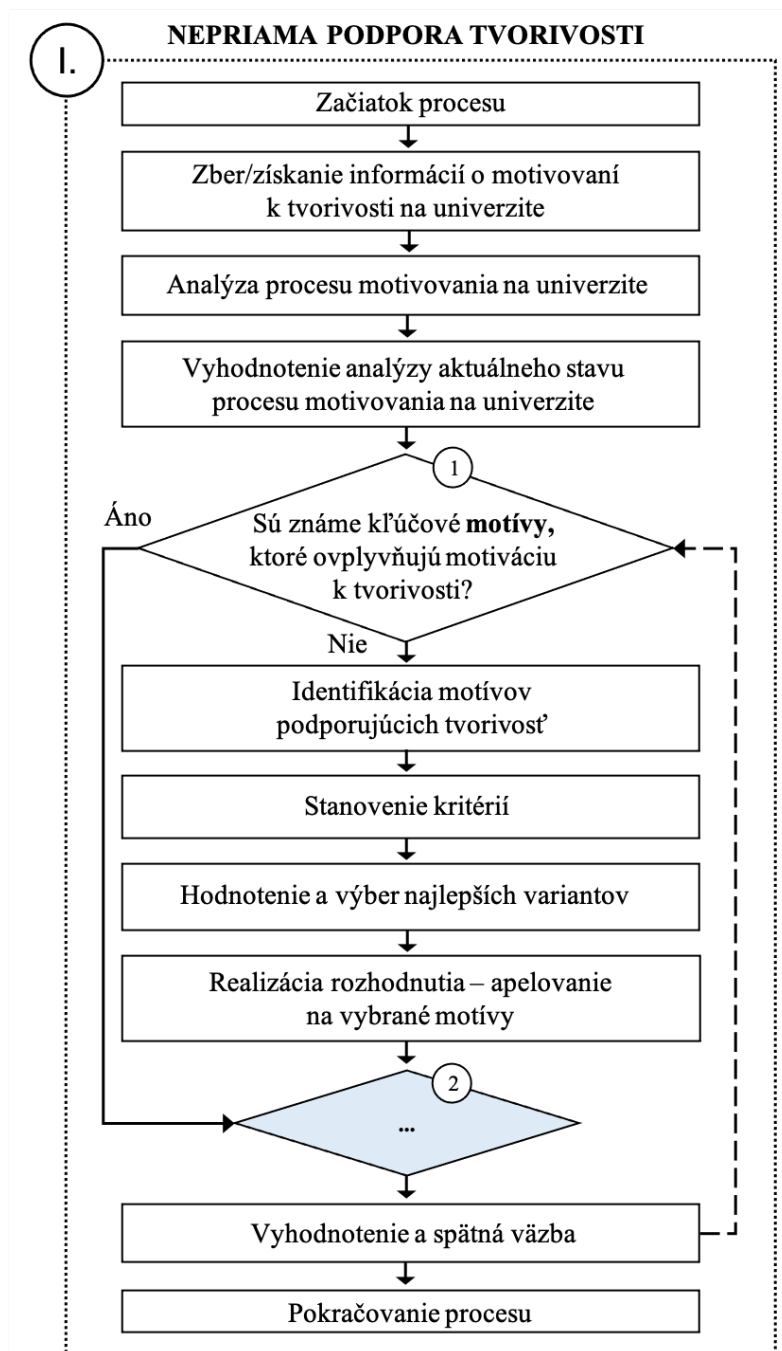 NEPRIAMA PODPORA TVORIVOSTI
I.
Začiatok procesu
Zber/získanie informácií o motivovaní
k tvorivosti na univerzite
Analýza procesu motivovania na univerzite
Vyhodnotenie analýzy aktuálneho stavu
procesu motivovania na univerzite
1
Áno
Sú známe kľúčové motívy,
ktoré ovplyvňujú motiváciu
k tvorivosti?
Nie
Identifikácia motívov
podporujúcich tvorivosť
Stanovenie kritérií
Hodnotenie a výber najlepších variantov
Realizácia rozhodnutia – apelovanie
na vybrané motívy
2
...
Vyhodnotenie a spätná väzba
Pokračovanie procesu